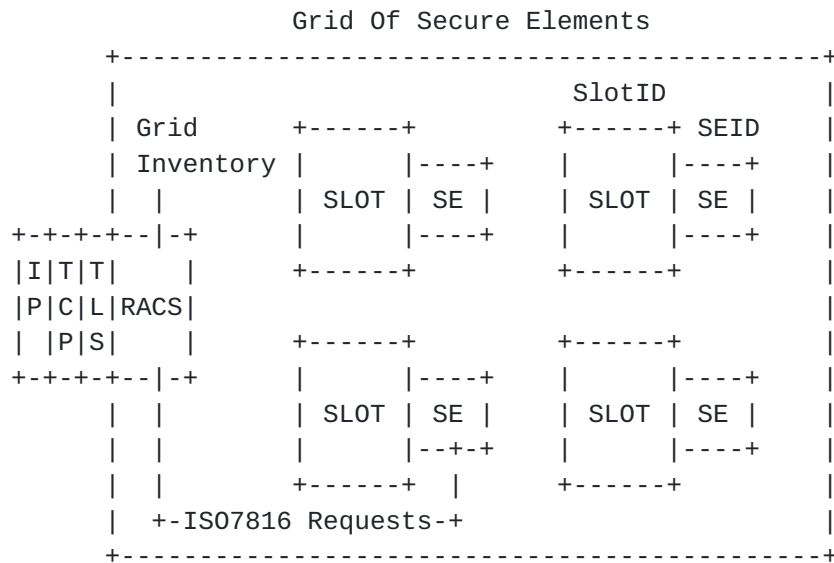 Grid Of Secure Elements
         +----------------------------------------------+
         |                              SlotID          |
         | Grid      +------+         +------+ SEID     |
         | Inventory |      |----+    |      |----+     |
         |  |        | SLOT | SE |    | SLOT | SE |     |
   +-+-+-+--|-+      |      |----+    |      |----+     |
   |I|T|T|    |      +------+         +------+          |
   |P|C|L|RACS|                                         |
   | |P|S|    |      +------+         +------+          |
   +-+-+-+--|-+      |      |----+    |      |----+     |
         |  |        | SLOT | SE |    | SLOT | SE |     |
         |  |        |      |--+-+    |      |----+     |
         |  |        +------+  |      +------+          |
         |  +-ISO7816 Requests-+                        |
         +----------------------------------------------+